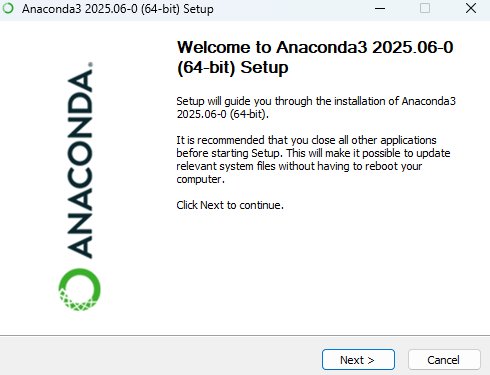 Anaconda3 2025.06-0 (64-bit) Setup
ANACONDA.
Welcome to Anaconda3 2025.06-0
(64-bit) Setup
Setup will guide you through the installation of Anaconda3
2025.06-0 (64-bit).
It is recommended that you close all other applications
before starting Setup. This will make it possible to update
relevant system files without having to reboot your
computer.
Click Next to continue.
Next >
Cancel